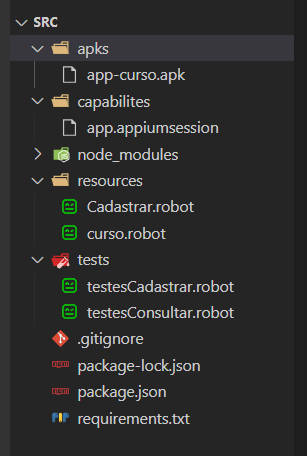 SRC
apks
app-curso.apk
capabilites
app.appiumsession
node_modules
resources
Cadastrar.robot
curso.robot
tests
testesCadastrar.robot
testesConsultar.robot
.gitignore
package-lock.json
package.json
requirements.txt